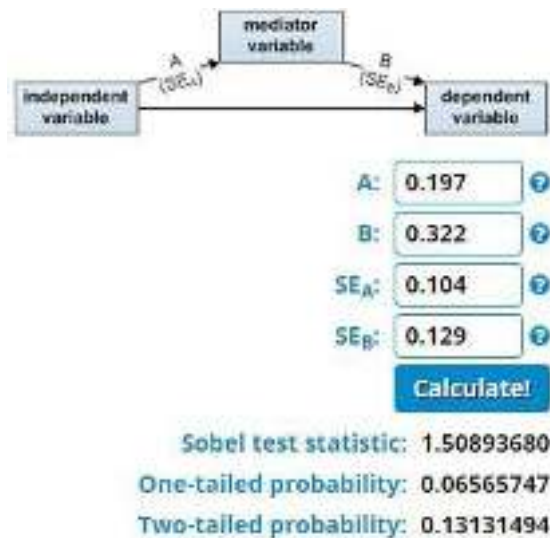 mediator
variable
A
(SEA)
B
(SEB)
independent
variable
dependent
variable
A: 0.197 ?
B: 0.322 ?
SEA: 0.104 ?
SEB: 0.129 ?
Calculate!
Sobel test statistic: 1.50893680
One-tailed probability: 0.06565747
Two-tailed probability: 0.13131494